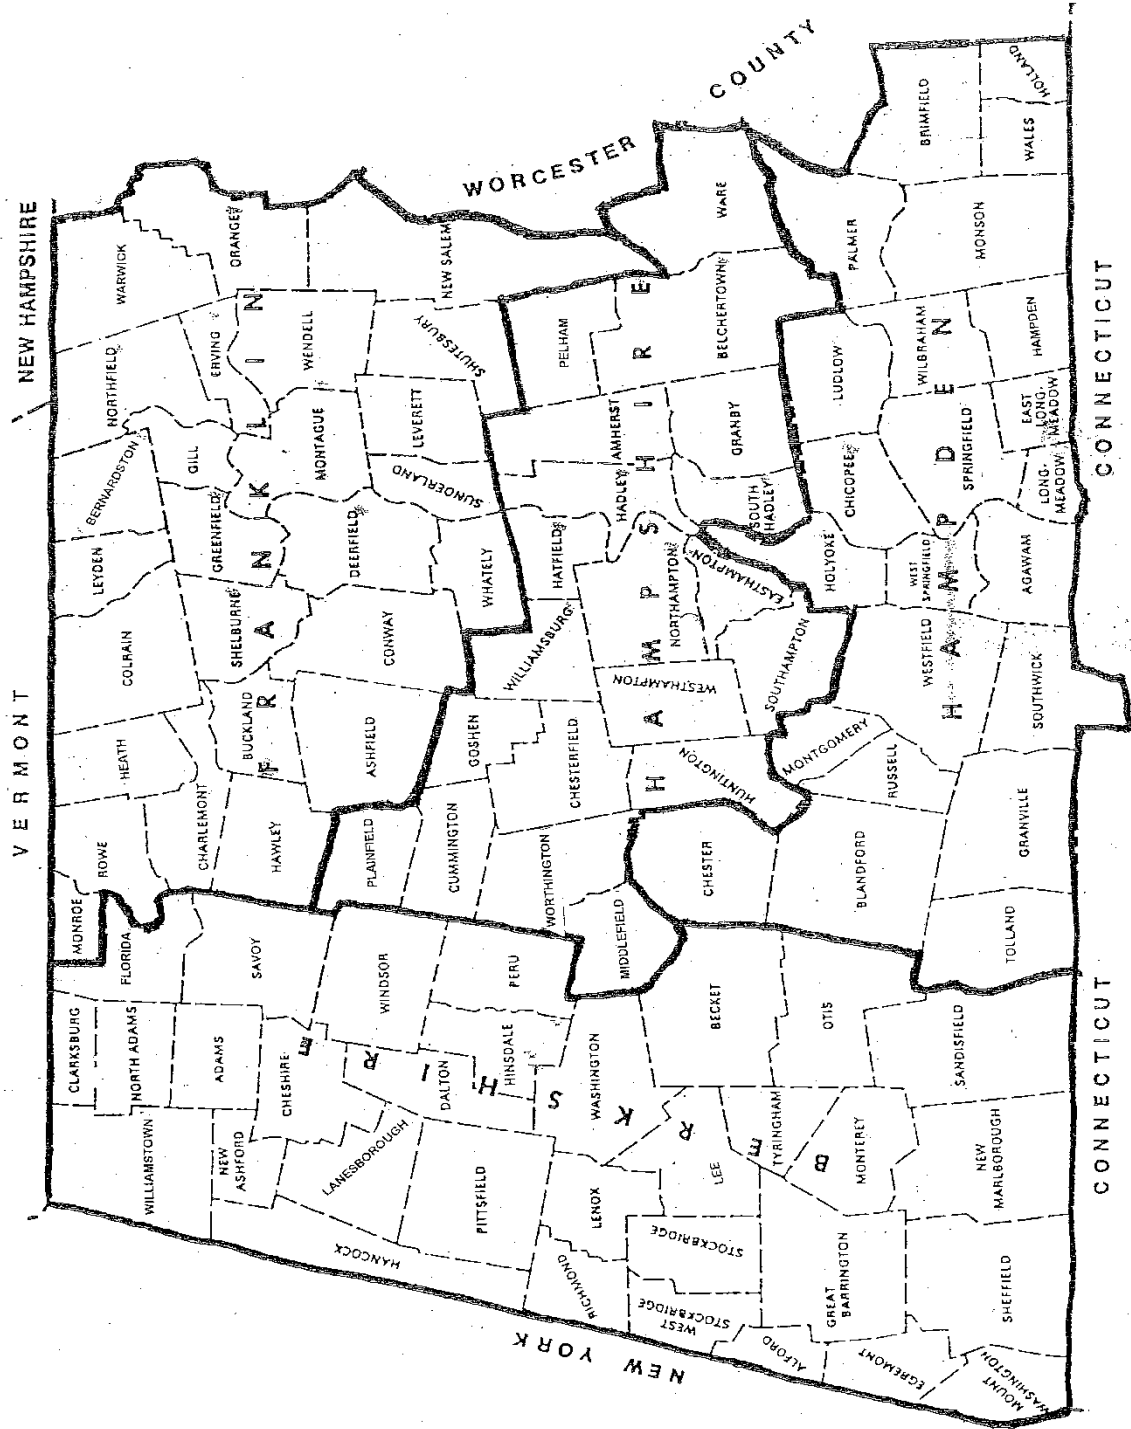 NEW HAMPSHIRE
VERMONT
WORCESTER COUNTY
NEW YORK
CONNECTICUT
CONNECTICUT
BERKSHIRE
FRANKLIN
HAMPSHIRE
HAMPDEN
WILLIAMSTOWN
CLARKSBURG
NORTH ADAMS
FLORIDA
MONROE
ROWE
HEATH
COLRAIN
LEYDEN
BERNARDSTON
NORTHFIELD
WARWICK
NEW
ASHFORD
ADAMS
SAVOY
CHARLEMONT
HAWLEY
BUCKLAND
SHELBURNE
GREENFIELD
GILL
ERVING
ORANGE
HANCOCK
LANESBOROUGH
CHESHIRE
WINDSOR
PLAINFIELD
ASHFIELD
CONWAY
DEERFIELD
MONTAGUE
WENDELL
NEW SALEM
PITTSFIELD
DALTON
HINSDALE
PERU
CUMMINGTON
GOSHEN
WILLIAMSBURG
WHATELY
SUNDERLAND
LEVERETT
SHUTESBURY
RICHMOND
LENOX
WASHINGTON
MIDDLEFIELD
WORTHINGTON
CHESTERFIELD
WESTHAMPTON
NORTHAMPTON
HATFIELD
HADLEY
AMHERST
PELHAM
WEST
STOCKBRIDGE
STOCKBRIDGE
LEE
BECKET
CHESTER
HUNTINGTON
SOUTHAMPTON
EASTHAMPTON
SOUTH
HADLEY
GRANBY
BELCHERTOWN
WARE
ALFORD
GREAT
BARRINGTON
TYRINGHAM
MONTEREY
OTIS
BLANDFORD
MONTGOMERY
RUSSELL
WESTFIELD
HOLYOKE
WEST
SPRINGFIELD
CHICOPEE
LUDLOW
PALMER
BRIMFIELD
EGREMONT
MOUNT
WASHINGTON
SHEFFIELD
NEW
MARLBOROUGH
SANDISFIELD
TOLLAND
GRANVILLE
SOUTHWICK
AGAWAM
LONG-
MEADOW
EAST
LONG-
MEADOW
SPRINGFIELD
WILBRAHAM
HAMPDEN
MONSON
WALES
HOLLAND